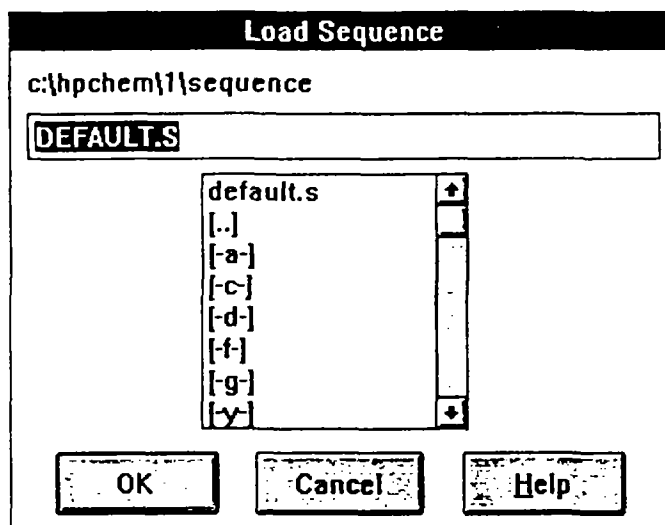 Load Sequence
c:\hpchem\1\sequence
DEFAULT.S
default.s
[..]
[-a-]
[-c-]
[-d-]
[-f-]
[-g-]
[-y-]
OK Cancel Help